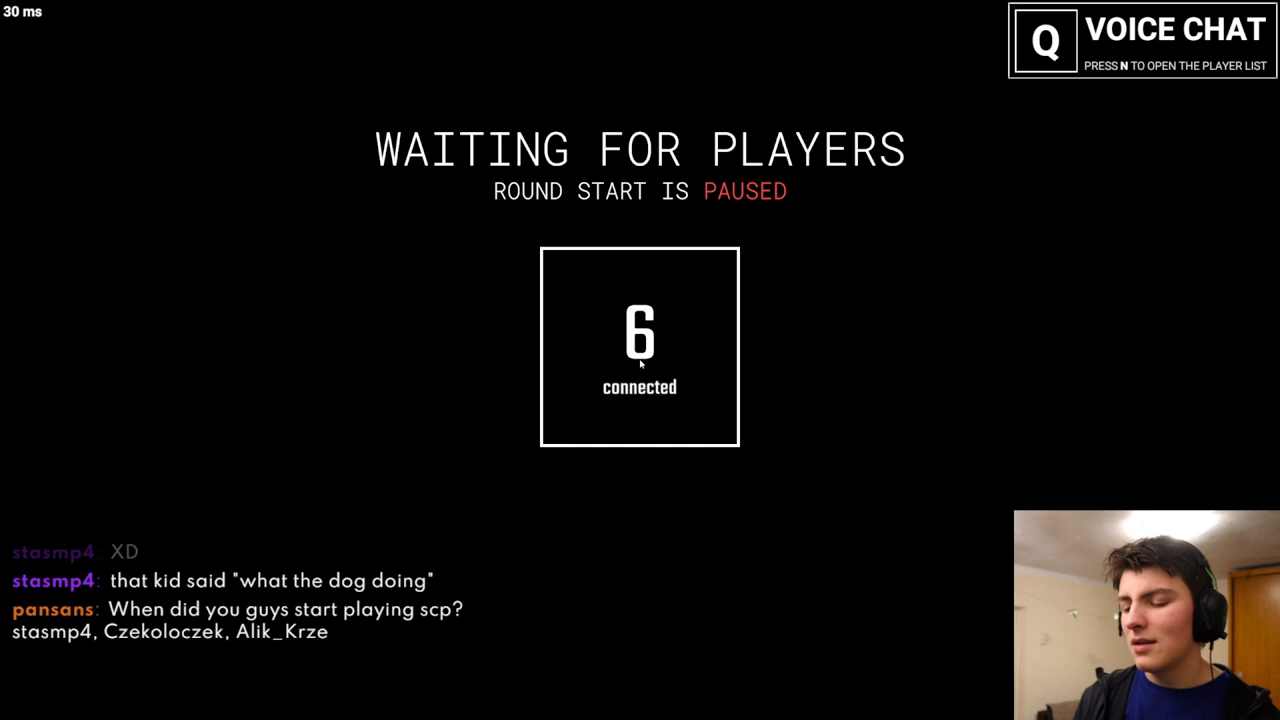 30 ms
Q
VOICE CHAT
PRESS N TO OPEN THE PLAYER LIST
WAITING FOR PLAYERS
ROUND START IS PAUSED
6
connected
stasmp4: XD
stasmp4: that kid said "what the dog doing"
pansans: When did you guys start playing scp?
stasmp4, Czekoloczek, Alik_Krze